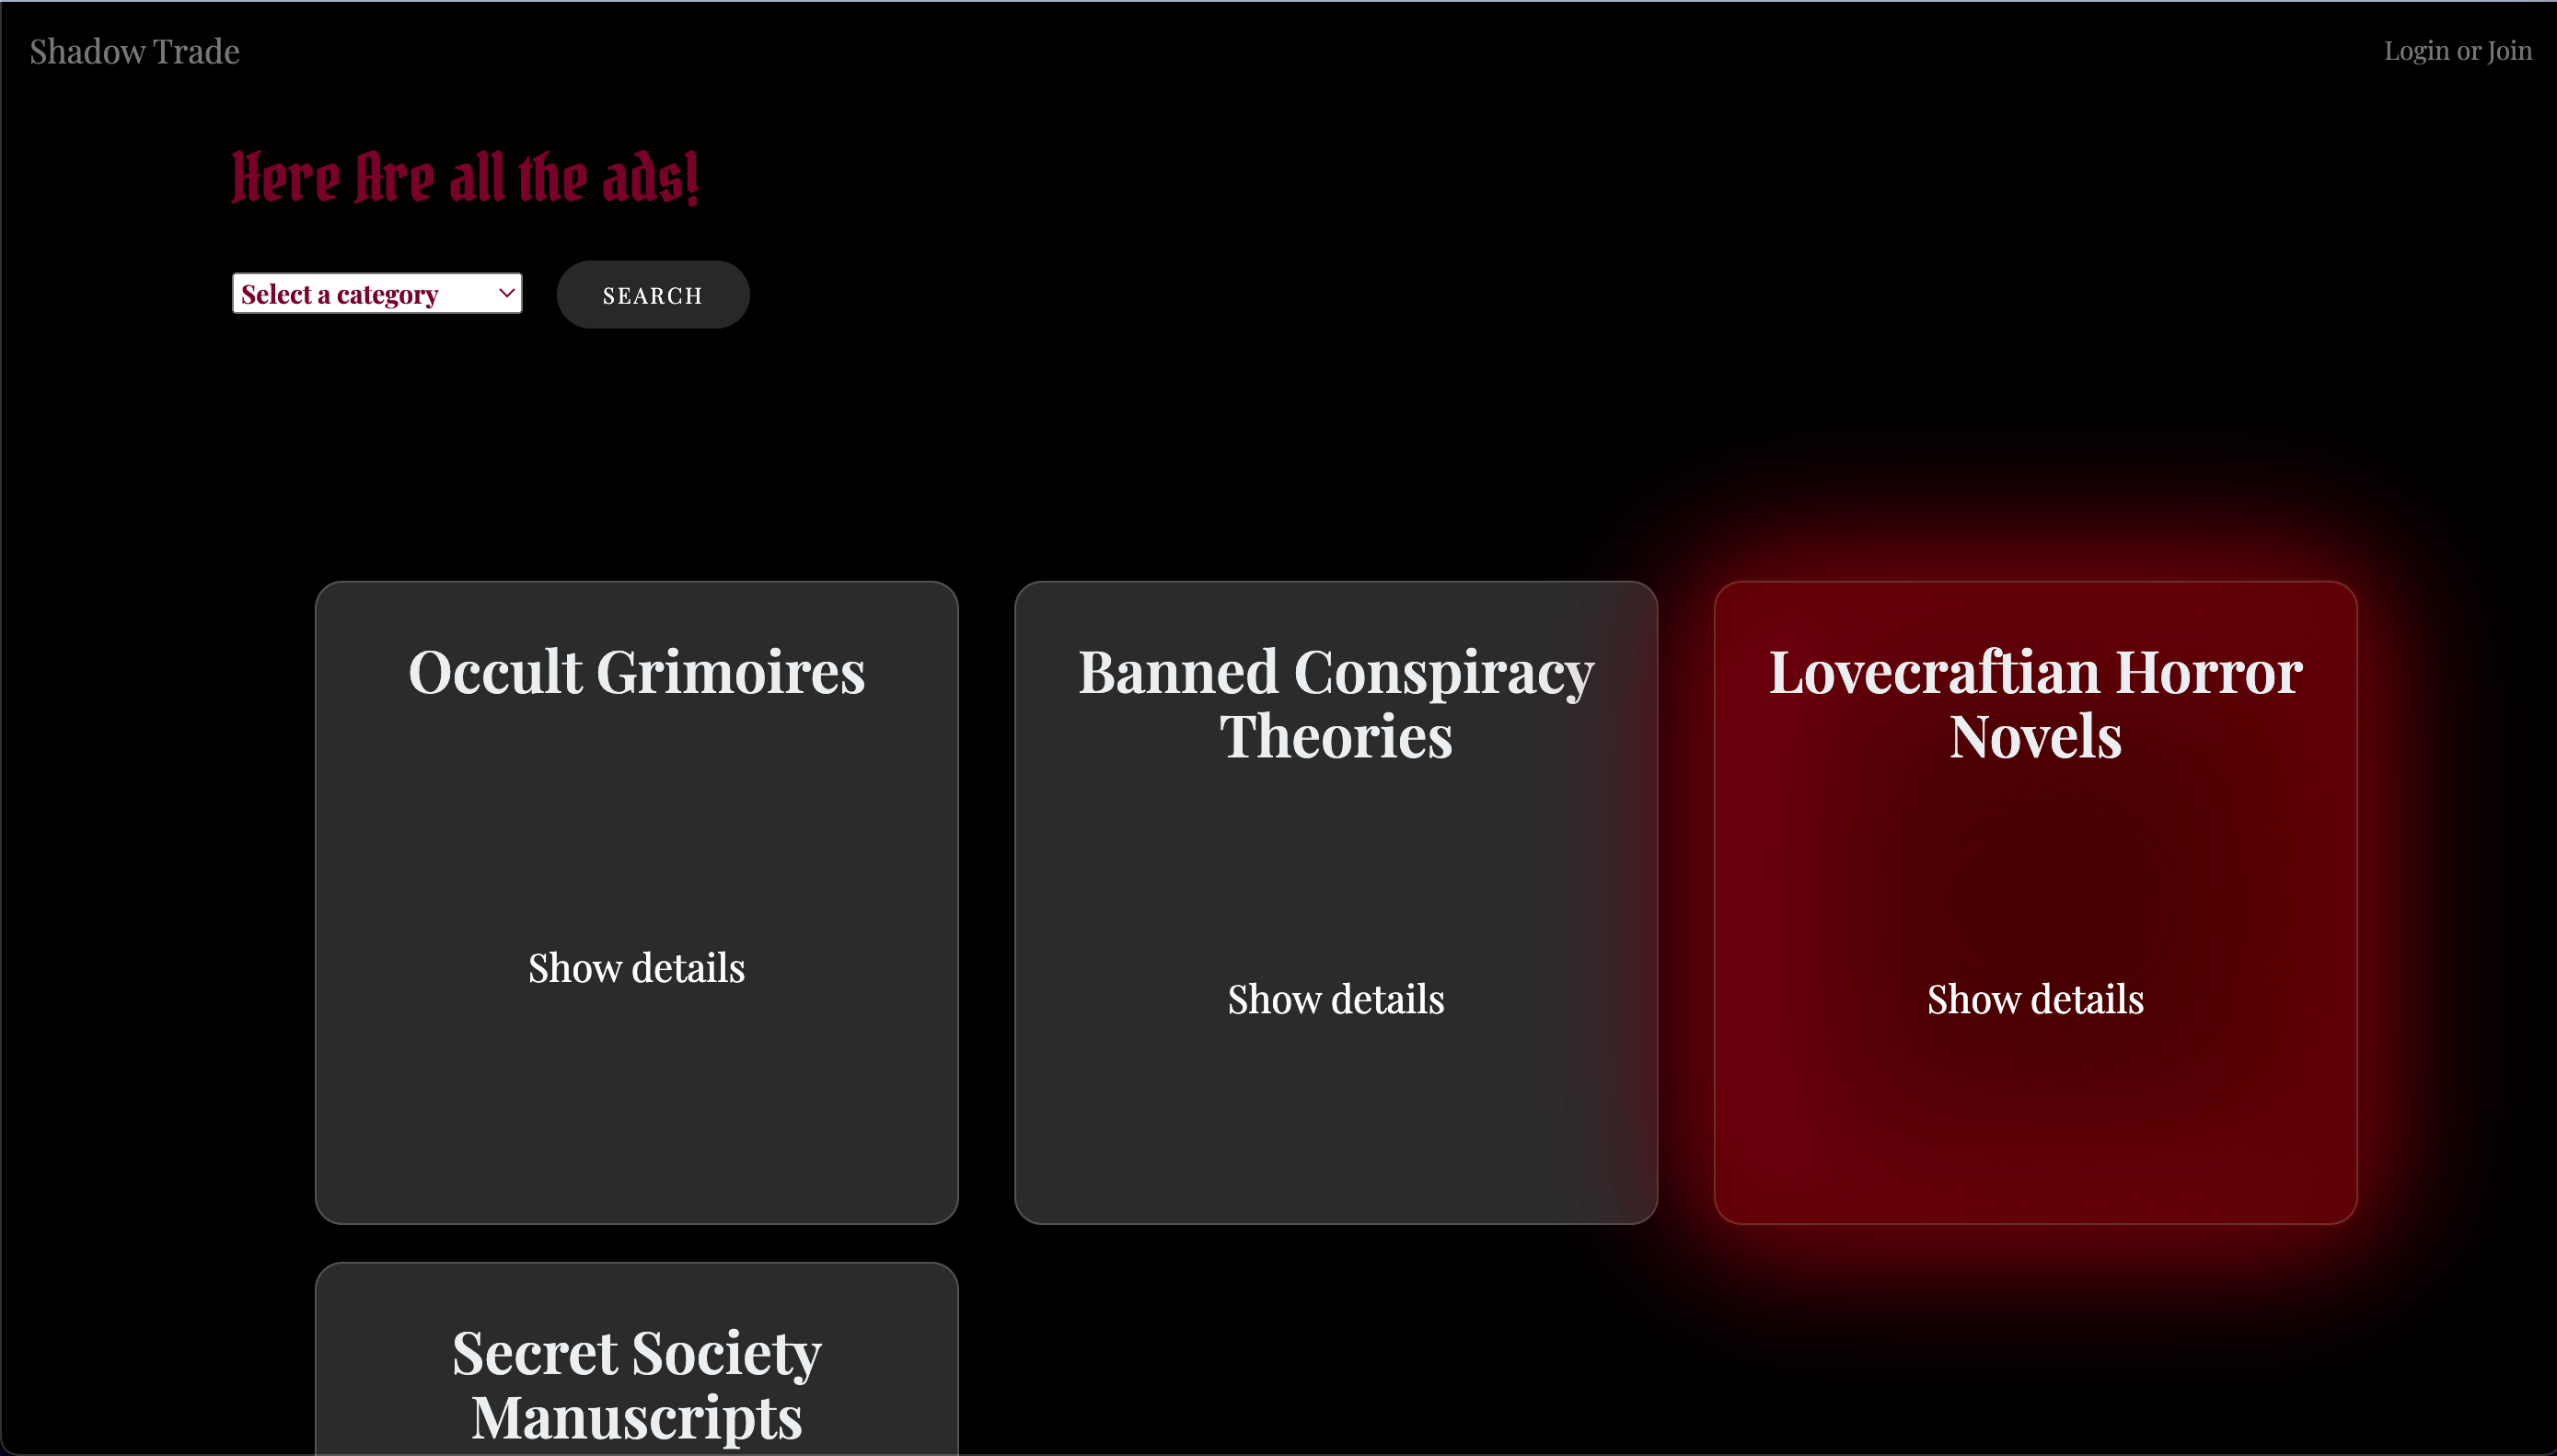 Shadow Trade
Login or Join
Here Are all the ads!
Select a category
SEARCH
Occult Grimoires
Show details
Banned Conspiracy
Theories
Show details
Lovecraftian Horror
Novels
Show details
Secret Society
Manuscripts